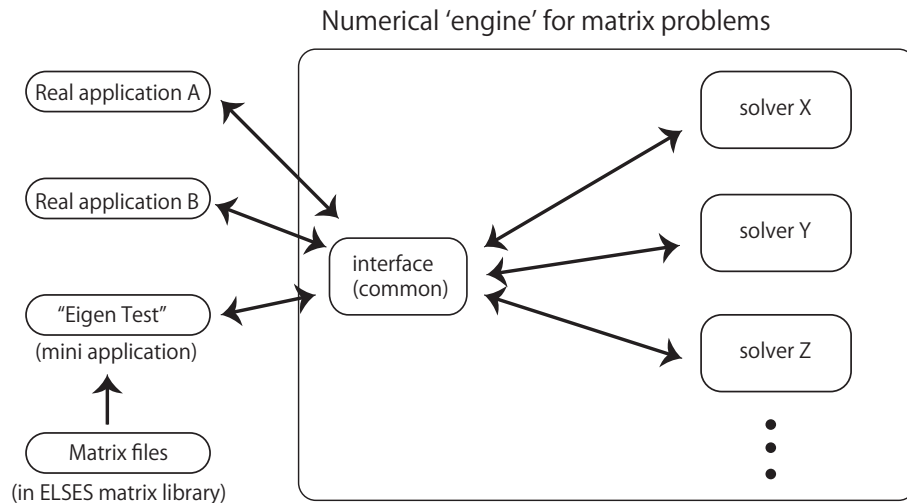 Numerical ‘engine’ for matrix problems
Real application A
Real application B
“Eigen Test”
(mini application)
Matrix files
(in ELSES matrix library)
interface
(common)
solver X
solver Y
solver Z